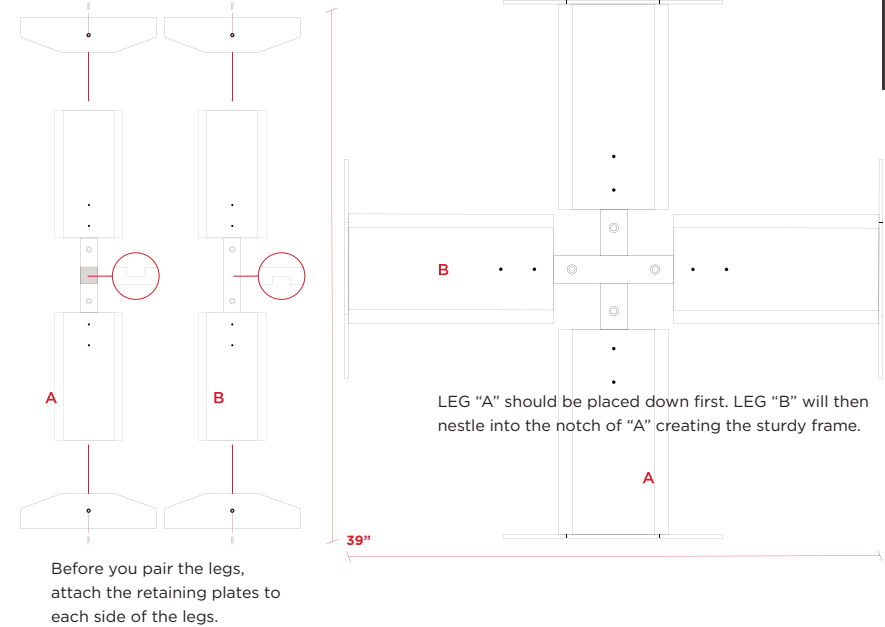 A
B
Before you pair the legs,
attach the retaining plates to
each side of the legs.
39”
B
LEG “A” should be placed down first. LEG “B” will then
nestle into the notch of “A” creating the sturdy frame.
A